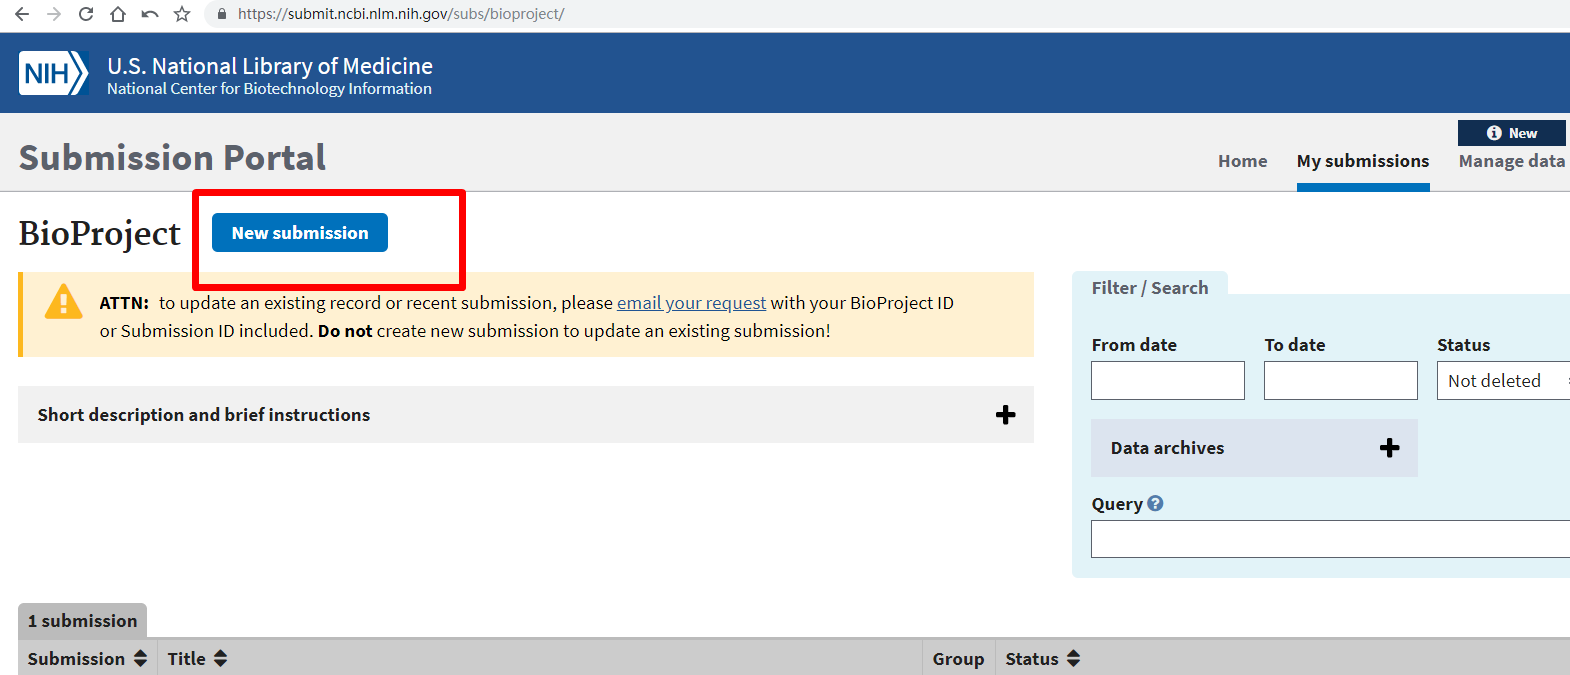 https://submit.ncbi.nlm.nih.gov/subs/bioproject/
NIH
U.S. National Library of Medicine
National Center for Biotechnology Information
Submission Portal
Home
My submissions
New
Manage data
BioProject
New submission
ATTN: to update an existing record or recent submission, please email your request with your BioProject ID
or Submission ID included. Do not create new submission to update an existing submission!
Short description and brief instructions
Filter / Search
From date
To date
Status
Not deleted
Data archives
Query
1 submission
Submission
Title
Group
Status